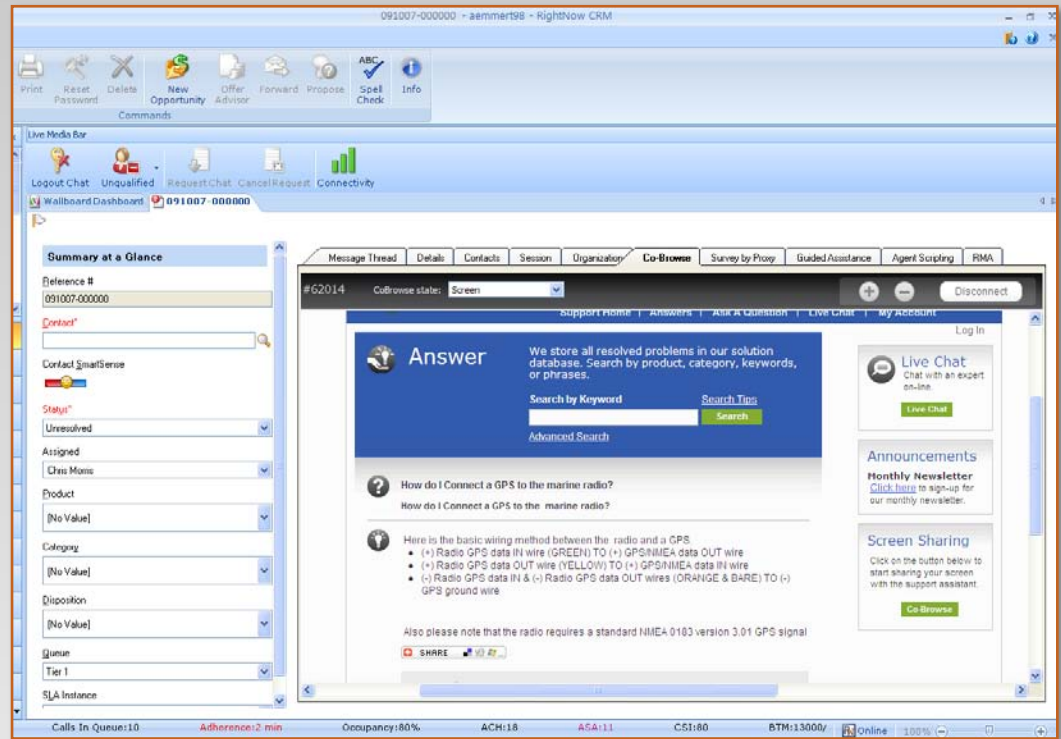 091007-000000 - aemmert98 - RightNow CRM
Print
Reset Password
Delete
New Opportunity
Offer Advisor
Forward
Propose
ABC
Spell Check
Info
Commands
Live Media Bar
Logout Chat
Unqualified
Request Chat
Cancel Request
Connectivity
Wallboard Dashboard
091007-000000
Summary at a Glance
Reference #
091007-000000
Contact*
Contact SmartSense
Status*
Unresolved
Assigned
Chris Morris
Product
[No Value]
Category
[No Value]
Disposition
[No Value]
Queue
Tier 1
SLA Instance
Message Thread
Details
Contacts
Session
Organization
Co-Browse
Survey by Proxy
Guided Assistance
Agent Scripting
RMA
#62014
CoBrowse state:
Screen
Disconnect
Support Home | Answers | Ask A Question | Live Chat | My Account
Log In
Answer
We store all resolved problems in our solution
database. Search by product, category, keywords,
or phrases.
Search by Keyword
Search Tips
Search
Advanced Search
How do I Connect a GPS to the marine radio?
How do I Connect a GPS to the marine radio?
Here is the basic wiring method between the radio and a GPS
(+) Radio GPS data IN wire (GREEN) TO (+) GPS/NMEA data OUT wire
(+) Radio GPS data OUT wire (YELLOW) TO (+) GPS/NMEA data IN wire
(-) Radio GPS data IN & (-) Radio GPS data OUT wires (ORANGE & BARE) TO (-)
GPS ground wire
Also please note that the radio requires a standard NMEA 0183 version 3.01 GPS signal
SHARE
Live Chat
Chat with an expert
on-line.
Live Chat
Announcements
Monthly Newsletter
Click here to sign-up for
our monthly newsletter.
Screen Sharing
Click on the button below to
start sharing your screen
with the support assistant.
Co-Browse
Calls In Queue:10
Adherence:2 min
Occupancy:80%
ACH:18
ASA:11
CSI:80
BTM:13000/
Online
100%